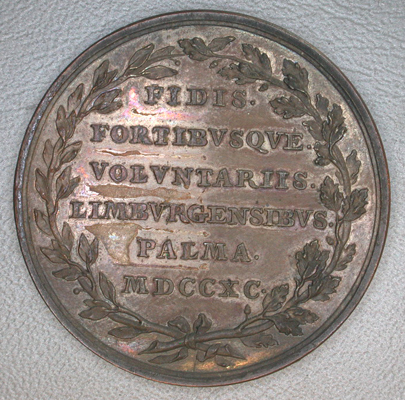 FIDIS.
FORTIBVSQVE.
VOLVNTARIIS.
LIMBVRGENSIBVS.
PALMA.
MDCCXC.